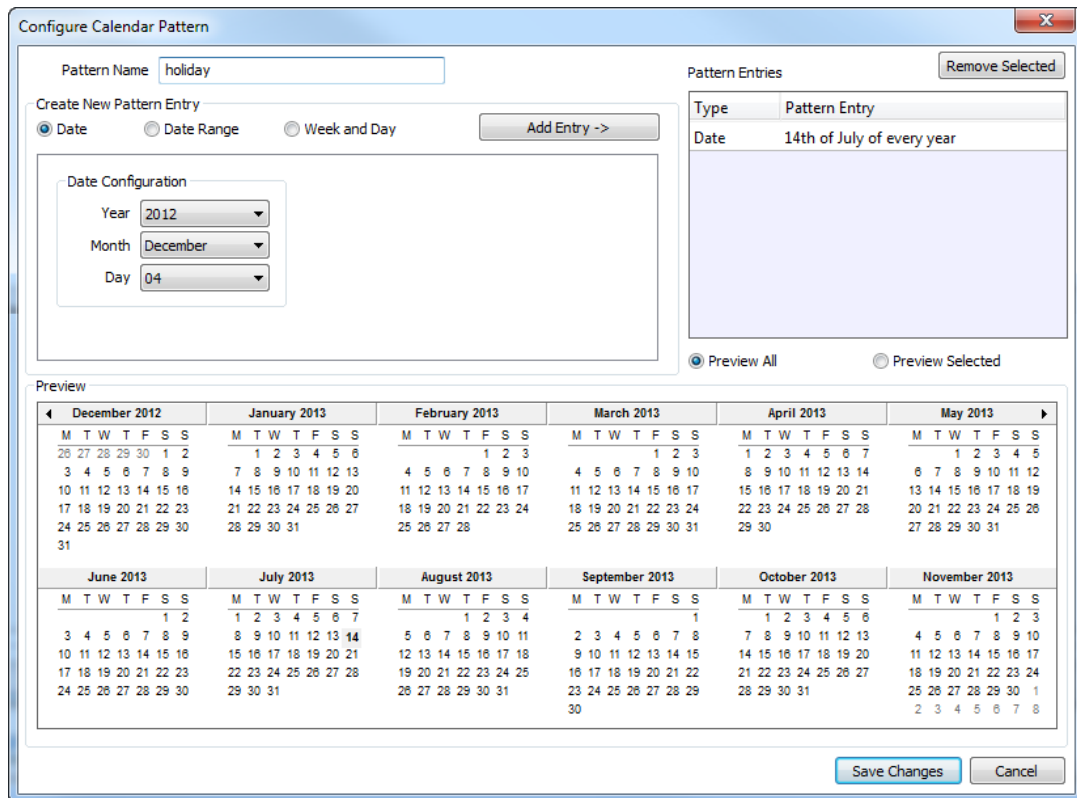 Configure Calendar Pattern
x
Pattern Name holiday
Pattern Entries Remove Selected
Create New Pattern Entry
Date Date Range Week and Day Add Entry ->
Type Pattern Entry
Date 14th of July of every year
Date Configuration
Year 2012
Month December
Day 04
Preview All Preview Selected
Preview
December 2012 January 2013 February 2013 March 2013 April 2013 May 2013
M T W T F S S M T W T F S S M T W T F S S M T W T F S S M T W T F S S M T W T F S S
26 27 28 29 30 1 2 1 2 3 4 5 6 1 2 3 1 2 3 1 2 3 4 5 6 7 1 2 3 4 5
3 4 5 6 7 8 9 7 8 9 10 11 12 13 4 5 6 7 8 9 10 4 5 6 7 8 9 10 8 9 10 11 12 13 14 6 7 8 9 10 11 12
10 11 12 13 14 15 16 14 15 16 17 18 19 20 11 12 13 14 15 16 17 11 12 13 14 15 16 17 15 16 17 18 19 20 21 13 14 15 16 17 18 19
17 18 19 20 21 22 23 21 22 23 24 25 26 27 18 19 20 21 22 23 24 18 19 20 21 22 23 24 22 23 24 25 26 27 28 20 21 22 23 24 25 26
24 25 26 27 28 29 30 28 29 30 31 25 26 27 28 25 26 27 28 29 30 31 29 30 27 28 29 30 31
31
June 2013 July 2013 August 2013 September 2013 October 2013 November 2013
M T W T F S S M T W T F S S M T W T F S S M T W T F S S M T W T F S S M T W T F S S
1 2 1 2 3 4 5 6 7 1 2 3 4 1 1 2 3 4 5 6 1 2 3
3 4 5 6 7 8 9 8 9 10 11 12 13 14 5 6 7 8 9 10 11 2 3 4 5 6 7 8 7 8 9 10 11 12 13 4 5 6 7 8 9 10
10 11 12 13 14 15 16 15 16 17 18 19 20 21 12 13 14 15 16 17 18 9 10 11 12 13 14 15 14 15 16 17 18 19 20 11 12 13 14 15 16 17
17 18 19 20 21 22 23 22 23 24 25 26 27 28 19 20 21 22 23 24 25 16 17 18 19 20 21 22 21 22 23 24 25 26 27 18 19 20 21 22 23 24
24 25 26 27 28 29 30 29 30 31 26 27 28 29 30 31 23 24 25 26 27 28 29 28 29 30 31 25 26 27 28 29 30 1
30 2 3 4 5 6 7 8
Save Changes Cancel